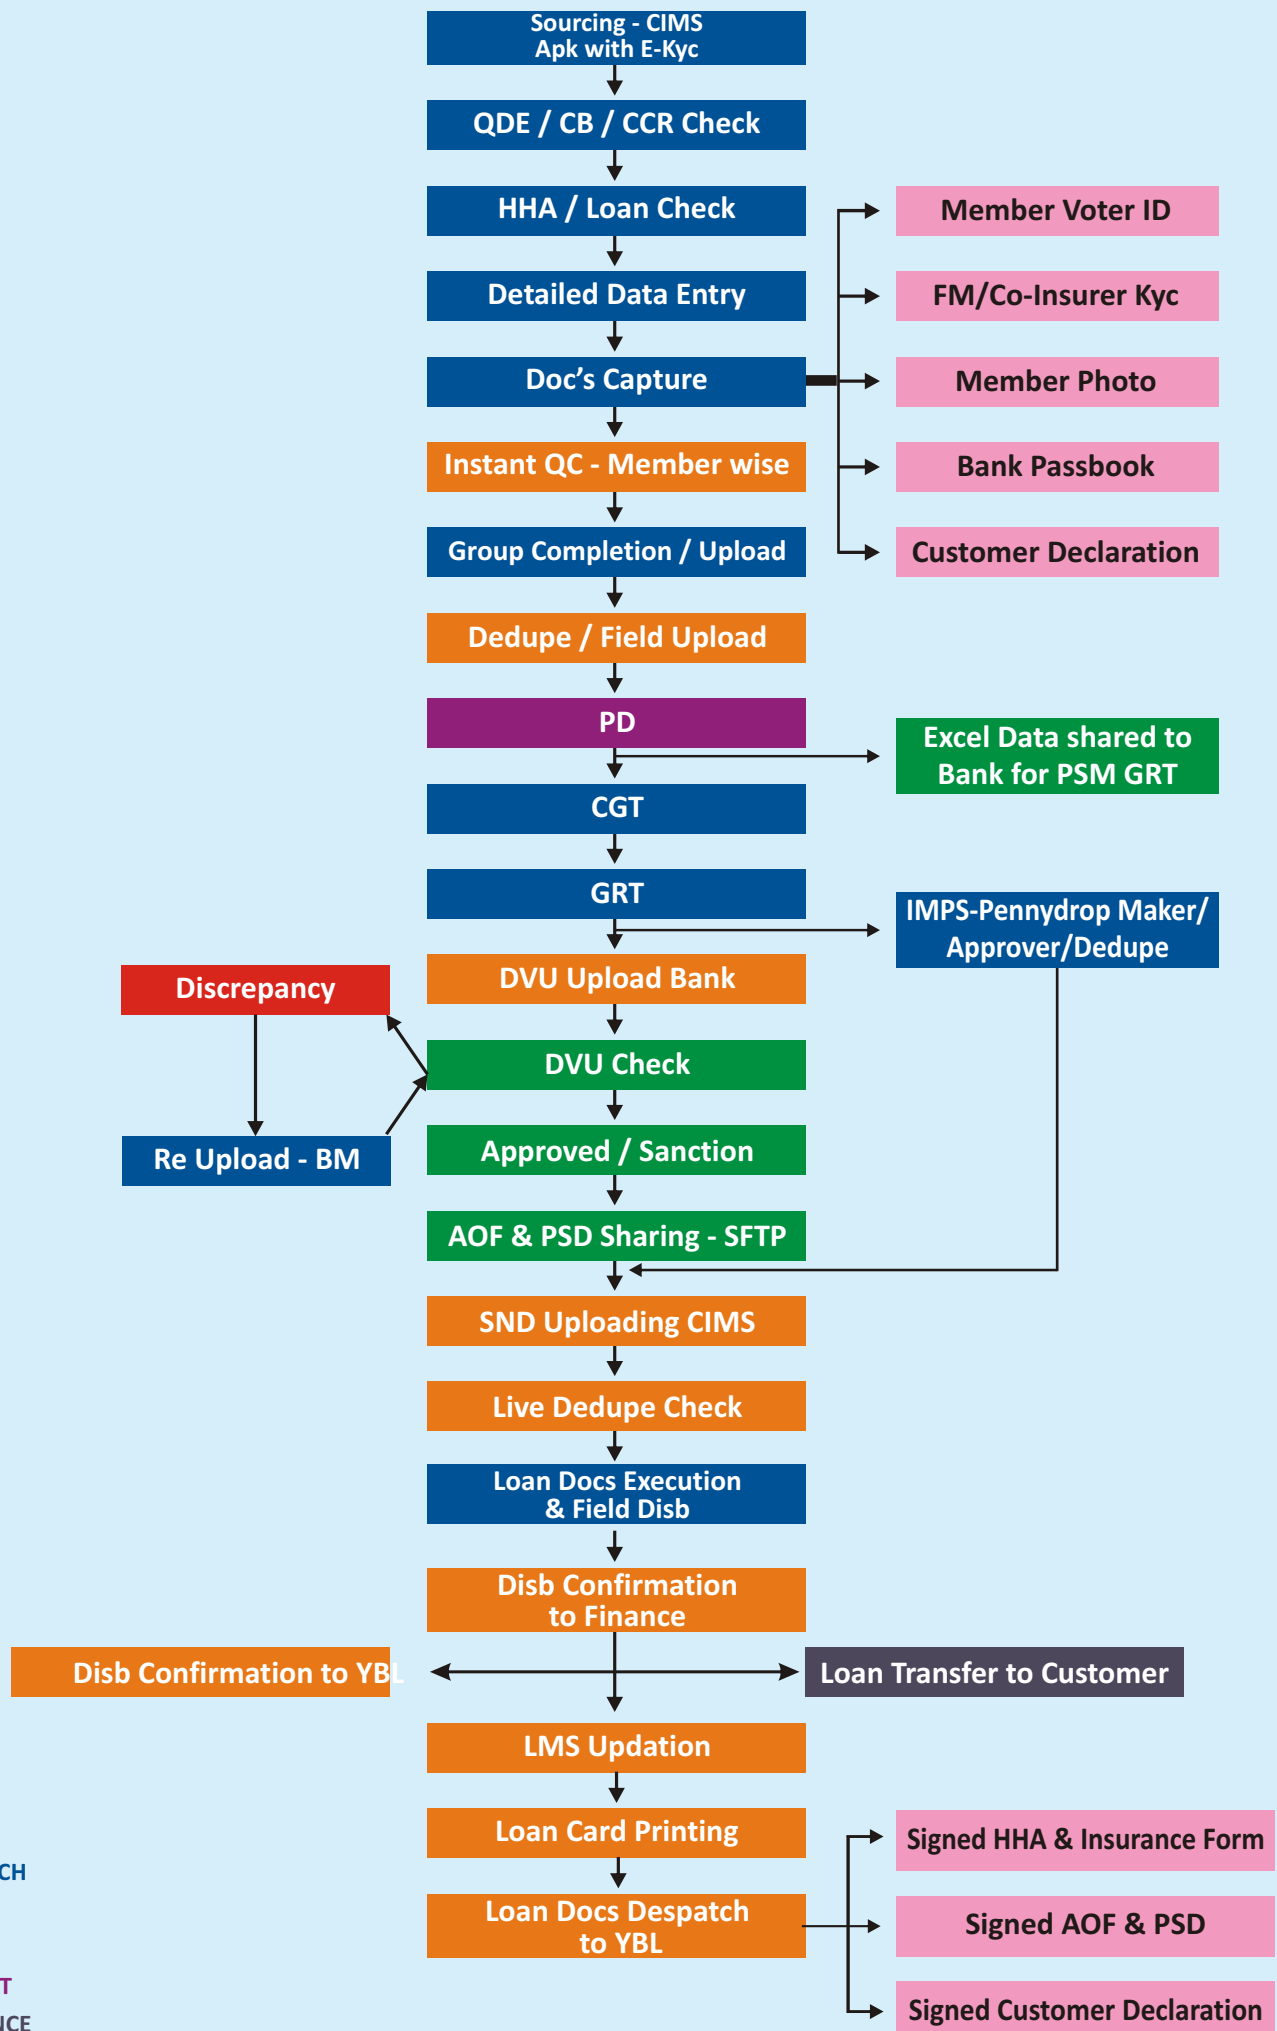 Sourcing - CIMS
Apk with E-Kyc
QDE / CB / CCR Check
HHA / Loan Check
Member Voter ID
Detailed Data Entry
FM/Co-Insurer Kyc
Doc’s Capture
Member Photo
Instant QC - Member wise
Bank Passbook
Group Completion / Upload
Customer Declaration
Dedupe / Field Upload
PD
Excel Data shared to
Bank for PSM GRT
CGT
GRT
IMPS-Pennydrop Maker/
Approver/Dedupe
DVU Upload Bank
Discrepancy
DVU Check
Re Upload - BM
Approved / Sanction
AOF & PSD Sharing - SFTP
SND Uploading CIMS
Live Dedupe Check
Loan Docs Execution
& Field Disb
Disb Confirmation
to Finance
Disb Confirmation to YBL
Loan Transfer to Customer
LMS Updation
Loan Card Printing
Signed HHA & Insurance Form
CH
Loan Docs Despatch
to YBL
Signed AOF & PSD
T
Signed Customer Declaration
NCE